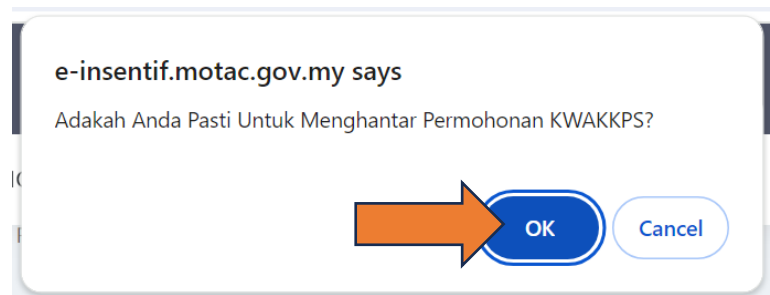 e-insentif.motac.gov.my says
Adakah Anda Pasti Untuk Menghantar Permohonan KWAKKPS?
OK
Cancel